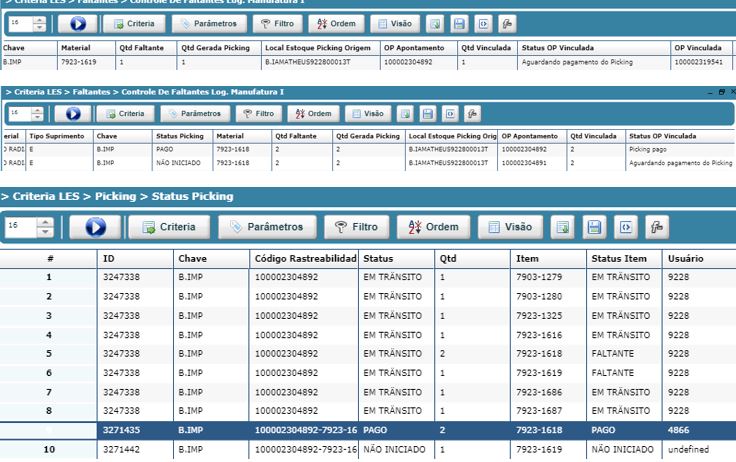 > Criteria LES > Faltantes > Controle De Faltantes Log. Manufatura I
16 Criteria Parâmetros Filtro Ordem Visão
Chave Material Qtd Faltante Qtd Gerada Picking Local Estoque Picking Origem OP Apontamento Qtd Vinculada Status OP Vinculada OP Vinculada
B.IMP 7923-1619 1 1 B.IAMATHEUS922800013T 100002304892 1 Aguardando pagamento do Picking 100002319541
> Criteria LES > Faltantes > Controle De Faltantes Log. Manufatura I
16 Criteria Parâmetros Filtro Ordem Visão
erial Tipo Suprimento Chave Status Picking Material Qtd Faltante Qtd Gerada Picking Local Estoque Picking Orig OP Apontamento Qtd Vinculada Status OP Vinculada
O RADI. E B.IMP PAGO 7923-1618 2 2 B.IAMATHEUS922800013T 100002304892 2 Picking pago
O RADI. E B.IMP NÃO INICIADO 7923-1618 2 2 B.IAMATHEUS922800013T 100002304891 2 Aguardando pagamento do Picking
> Criteria LES > Picking > Status Picking
16 Criteria Parâmetros Filtro Ordem Visão
# ID Chave Código Rastreabilidad Status Qtd Item Status Item Usuário
1 3247338 B.IMP 100002304892 EM TRÂNSITO 1 7903-1279 EM TRÂNSITO 9228
2 3247338 B.IMP 100002304892 EM TRÂNSITO 1 7903-1280 EM TRÂNSITO 9228
3 3247338 B.IMP 100002304892 EM TRÂNSITO 1 7923-1325 EM TRÂNSITO 9228
4 3247338 B.IMP 100002304892 EM TRÂNSITO 1 7923-1616 EM TRÂNSITO 9228
5 3247338 B.IMP 100002304892 EM TRÂNSITO 2 7923-1618 FALTANTE 9228
6 3247338 B.IMP 100002304892 EM TRÂNSITO 1 7923-1619 FALTANTE 9228
7 3247338 B.IMP 100002304892 EM TRÂNSITO 1 7923-1686 EM TRÂNSITO 9228
8 3247338 B.IMP 100002304892 EM TRÂNSITO 1 7923-1687 EM TRÂNSITO 9228
9 3271435 B.IMP 100002304892-7923-16 PAGO 2 7923-1618 PAGO 4866
10 3271442 B.IMP 100002304892-7923-16 NÃO INICIADO 1 7923-1619 NÃO INICIADO undefined